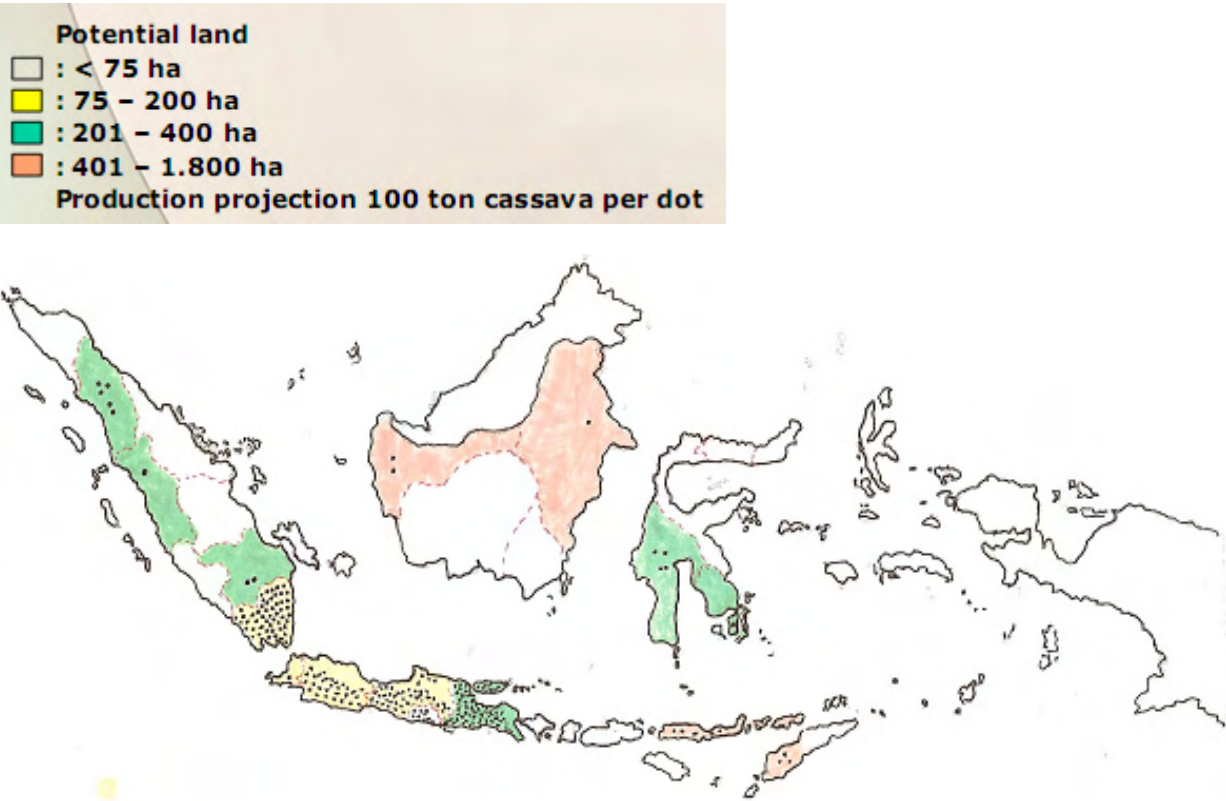 Potential land
: < 75 ha
: 75 – 200 ha
: 201 – 400 ha
: 401 – 1.800 ha
Production projection 100 ton cassava per dot